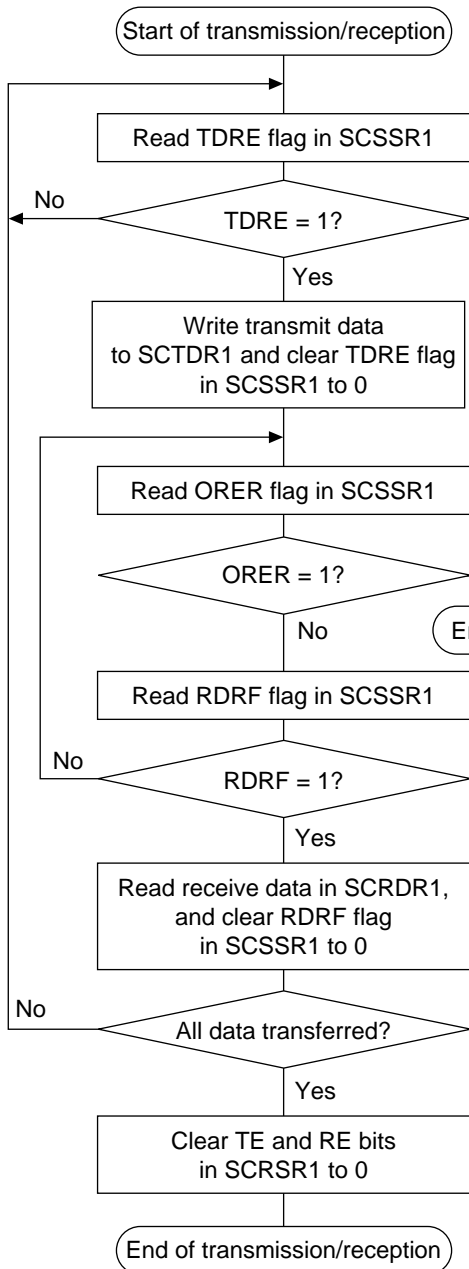 Start of transmission/reception
Read TDRE flag in SCSSR1
No
TDRE = 1?
Yes
Write transmit data
to SCTDR1 and clear TDRE flag
in SCSSR1 to 0
Read ORER flag in SCSSR1
ORER = 1?
No
Read RDRF flag in SCSSR1
No
RDRF = 1?
Yes
Read receive data in SCRDR1,
and clear RDRF flag
in SCSSR1 to 0
No
All data transferred?
Yes
Clear TE and RE bits
in SCRSR1 to 0
End of transmission/reception